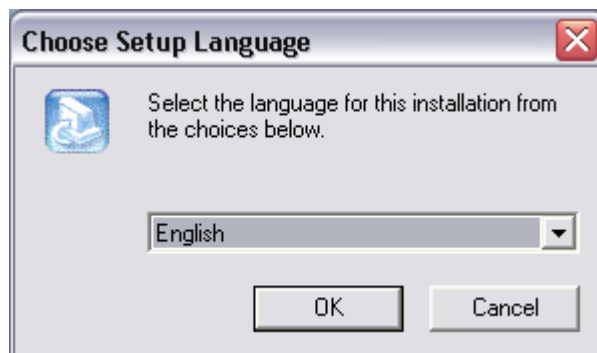 Choose Setup Language
Select the language for this installation from
the choices below.
English
OK
Cancel